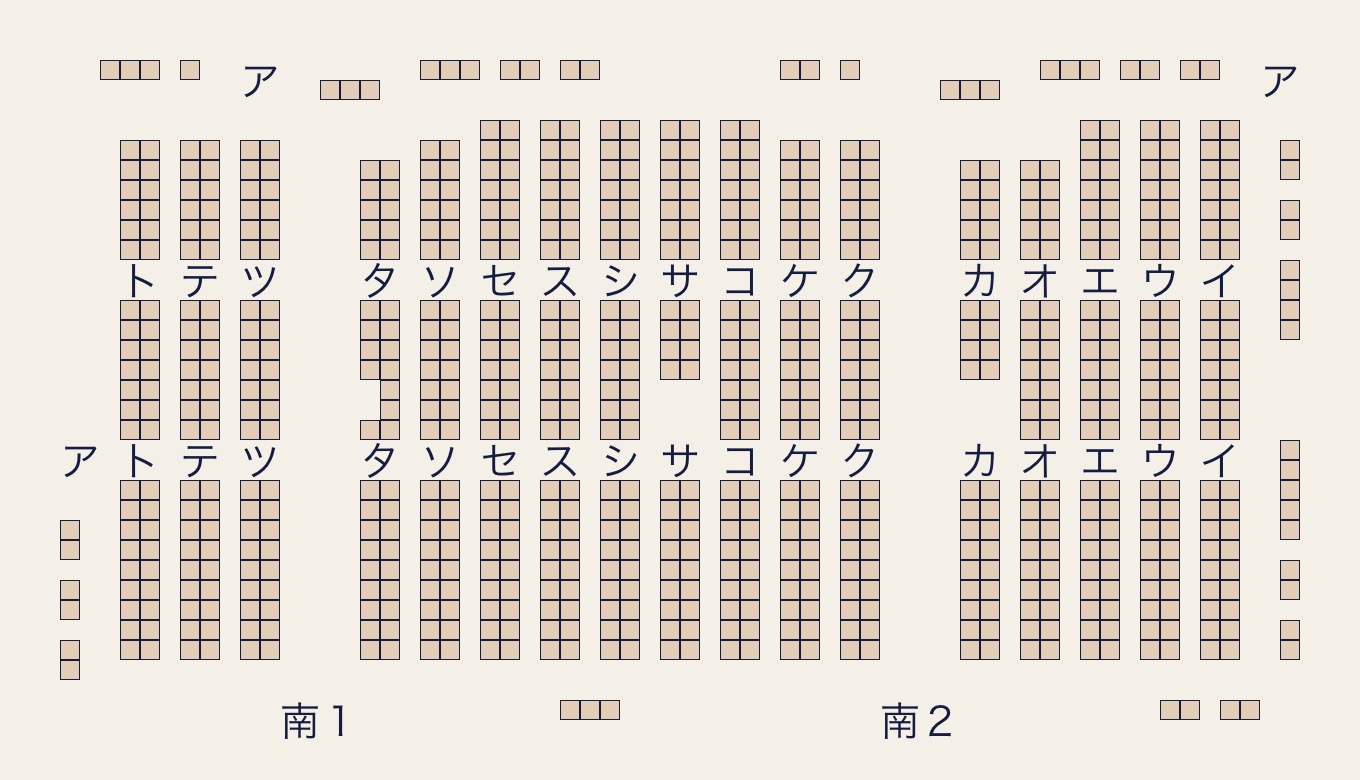 ア ア
ト テ ツ タ ソ セ ス シ サ コ ケ ク カ オ エ ウ イ
ア ト テ ツ タ ソ セ ス シ サ コ ケ ク カ オ エ ウ イ
南1 南2